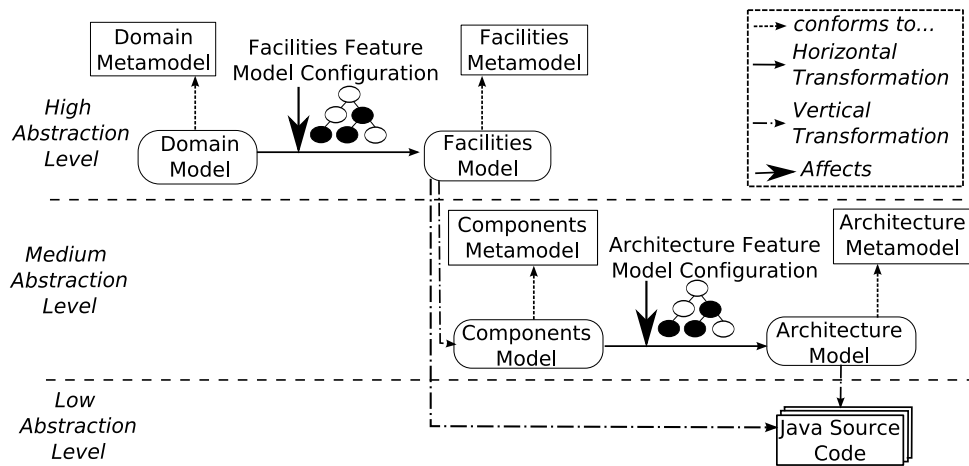 Domain
Metamodel
Facilities Feature
Model Configuration
Facilities
Metamodel
conforms to...
Horizontal
Transformation
Vertical
Transformation
Affects
High
Abstraction
Level
Domain
Model
Facilities
Model
Medium
Abstraction
Level
Components
Metamodel
Architecture Feature
Model Configuration
Architecture
Metamodel
Components
Model
Architecture
Model
Low
Abstraction
Level
Java Source
Code